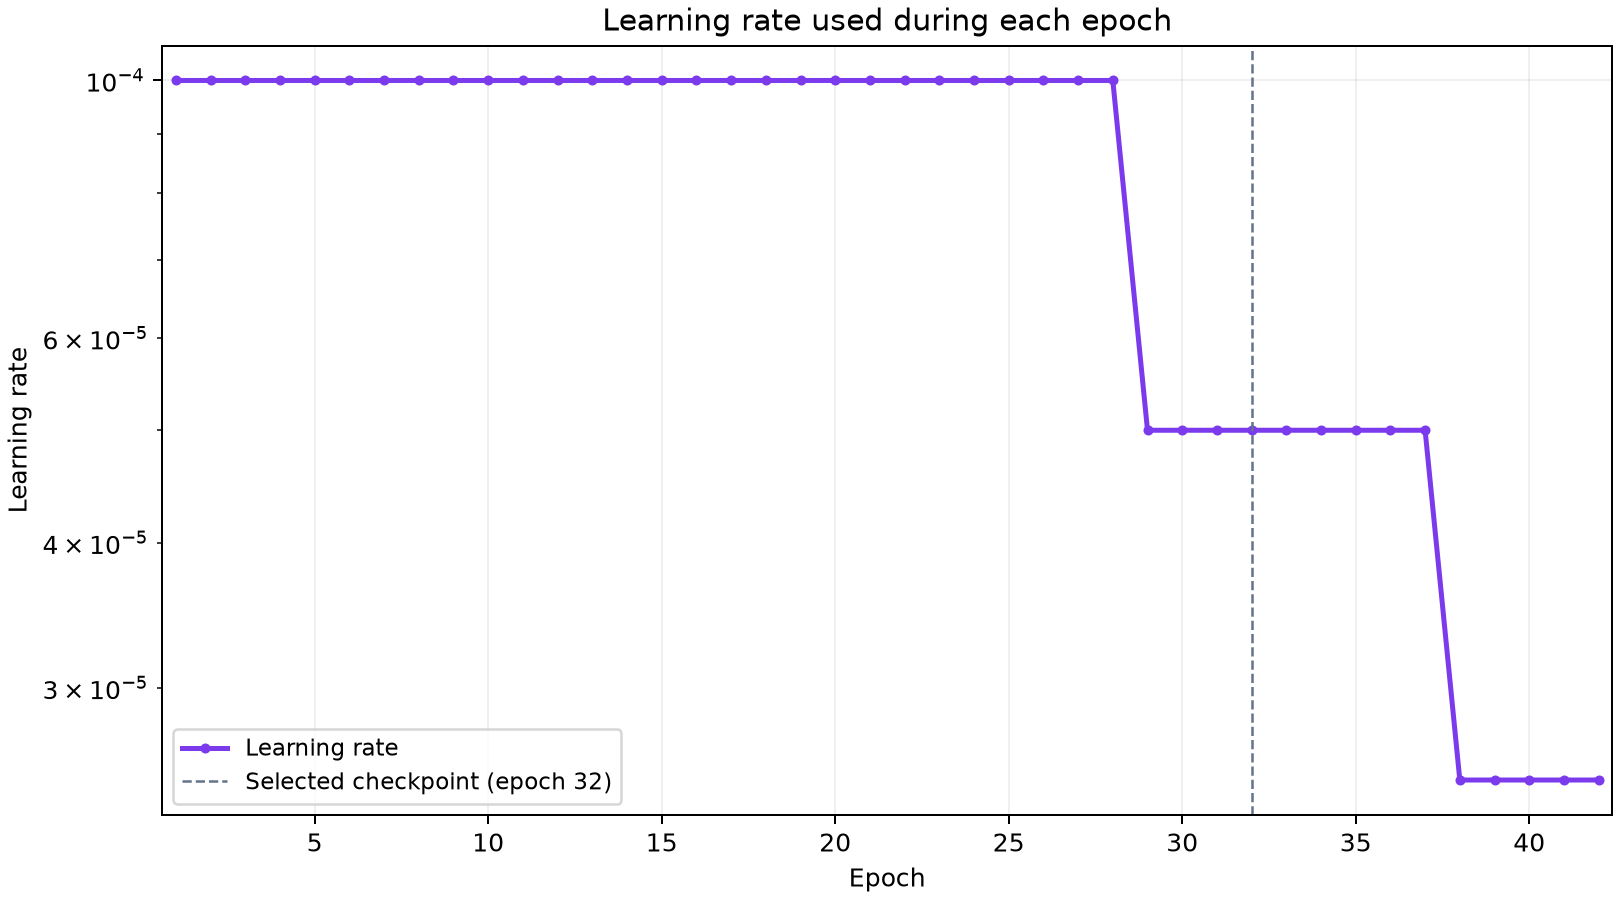 Learning rate used during each epoch
10⁻⁴
6 × 10⁻⁵
4 × 10⁻⁵
3 × 10⁻⁵
Learning rate
Learning rate
Selected checkpoint (epoch 32)
5 10 15 20 25 30 35 40
Epoch